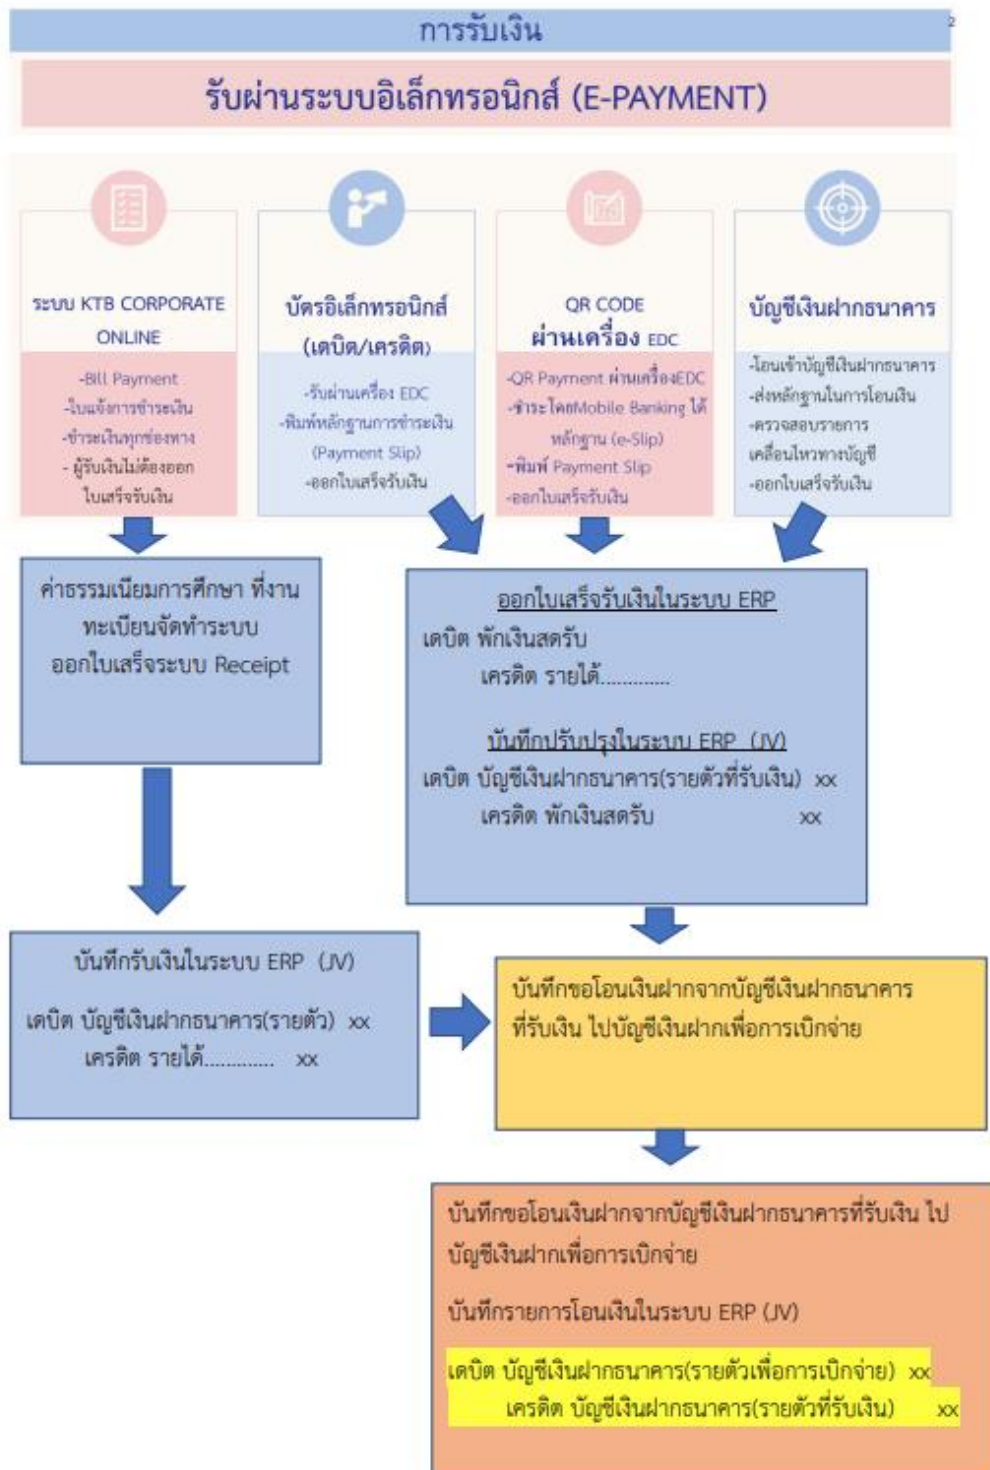 การรับเงิน
2
รับผ่านระบบอิเล็กทรอนิกส์ (E-PAYMENT)
ระบบ KTB CORPORATE
ONLINE
-Bill Payment
-ใบแจ้งการชำระเงิน
-ชำระเงินทุกช่องทาง
- ผู้รับเงินไม่ต้องออก
ใบเสร็จรับเงิน
บัตรอิเล็กทรอนิกส์
(เดบิต/เครดิต)
-รับผ่านเครื่อง EDC
-พิมพ์หลักฐานการชำระเงิน
(Payment Slip)
-ออกใบเสร็จรับเงิน
QR CODE
ผ่านเครื่อง EDC
-QR Payment ผ่านเครื่องEDC
-ชำระโดยMobile Banking ได้
หลักฐาน (e-Slip)
-พิมพ์ Payment Slip
-ออกใบเสร็จรับเงิน
บัญชีเงินฝากธนาคาร
-โอนเข้าบัญชีเงินฝากธนาคาร
-ส่งหลักฐานในการโอนเงิน
-ตรวจสอบรายการ
เคลื่อนไหวทางบัญชี
-ออกใบเสร็จรับเงิน
ค่าธรรมเนียมการศึกษา ที่งาน
ทะเบียนจัดทำระบบ
ออกใบเสร็จระบบ Receipt
ออกใบเสร็จรับเงินในระบบ ERP
เดบิต พักเงินสดรับ
เครดิต รายได้.............
บันทึกปรับปรุงในระบบ ERP (JV)
เดบิต บัญชีเงินฝากธนาคาร(รายตัวที่รับเงิน) xx
เครดิต พักเงินสดรับ xx
บันทึกรับเงินในระบบ ERP (JV)
เดบิต บัญชีเงินฝากธนาคาร(รายตัว) xx
เครดิต รายได้............. xx
บันทึกขอโอนเงินฝากจากบัญชีเงินฝากธนาคาร
ที่รับเงิน ไปบัญชีเงินฝากเพื่อการเบิกจ่าย
บันทึกขอโอนเงินฝากจากบัญชีเงินฝากธนาคารที่รับเงิน ไป
บัญชีเงินฝากเพื่อการเบิกจ่าย
บันทึกรายการโอนเงินในระบบ ERP (JV)
เดบิต บัญชีเงินฝากธนาคาร(รายตัวเพื่อการเบิกจ่าย) xx
เครดิต บัญชีเงินฝากธนาคาร(รายตัวที่รับเงิน) xx